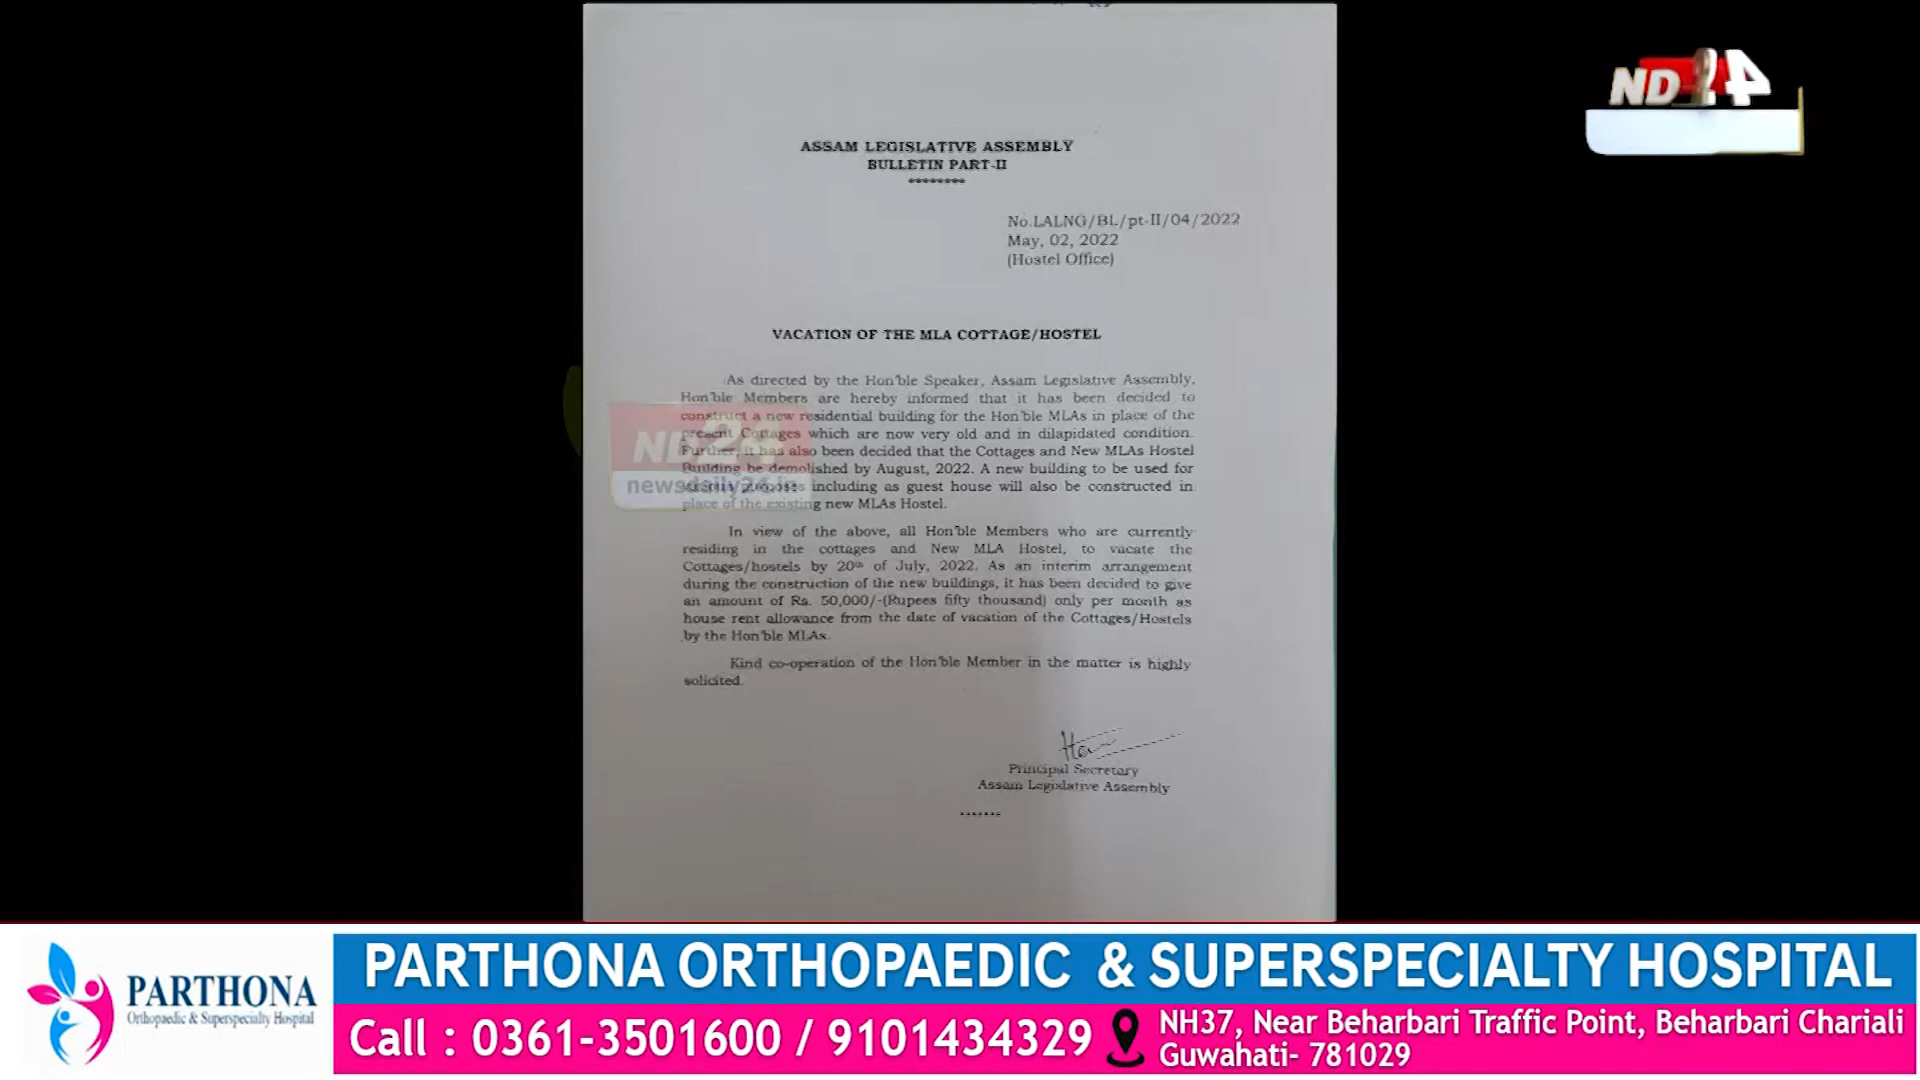 ND 24
ASSAM LEGISLATIVE ASSEMBLY
BULLETIN PART-II
********
No.LALNG/BL/pt-II/04/2022
May, 02, 2022
(Hostel Office)
VACATION OF THE MLA COTTAGE/HOSTEL
As directed by the Hon'ble Speaker, Assam Legislative Assembly,
Hon'ble Members are hereby informed that it has been decided to
construct a new residential building for the Hon'ble MLAs in place of the
present Cottages which are now very old and in dilapidated condition.
Further, it has also been decided that the Cottages and New MLAs Hostel
Building be demolished by August, 2022. A new building to be used for
purposes including as guest house will also be constructed in
place of the existing new MLAs Hostel.
ND24
newsdaily24.in
In view of the above, all Hon'ble Members who are currently
residing in the cottages and New MLA Hostel, to vacate the
Cottages/hostels by 20th of July, 2022. As an interim arrangement
during the construction of the new buildings, it has been decided to give
an amount of Rs. 50,000/-(Rupees fifty thousand) only per month as
house rent allowance from the date of vacation of the Cottages/Hostels
by the Hon'ble MLAs.
Kind co-operation of the Hon'ble Member in the matter is highly
solicited.
Principal Secretary
Assam Legislative Assembly
.......
PARTHONA
Orthopaedic & Superspecialty Hospital
PARTHONA ORTHOPAEDIC & SUPERSPECIALTY HOSPITAL
Call : 0361-3501600 / 9101434329
NH37, Near Beharbari Traffic Point, Beharbari Chariali
Guwahati- 781029